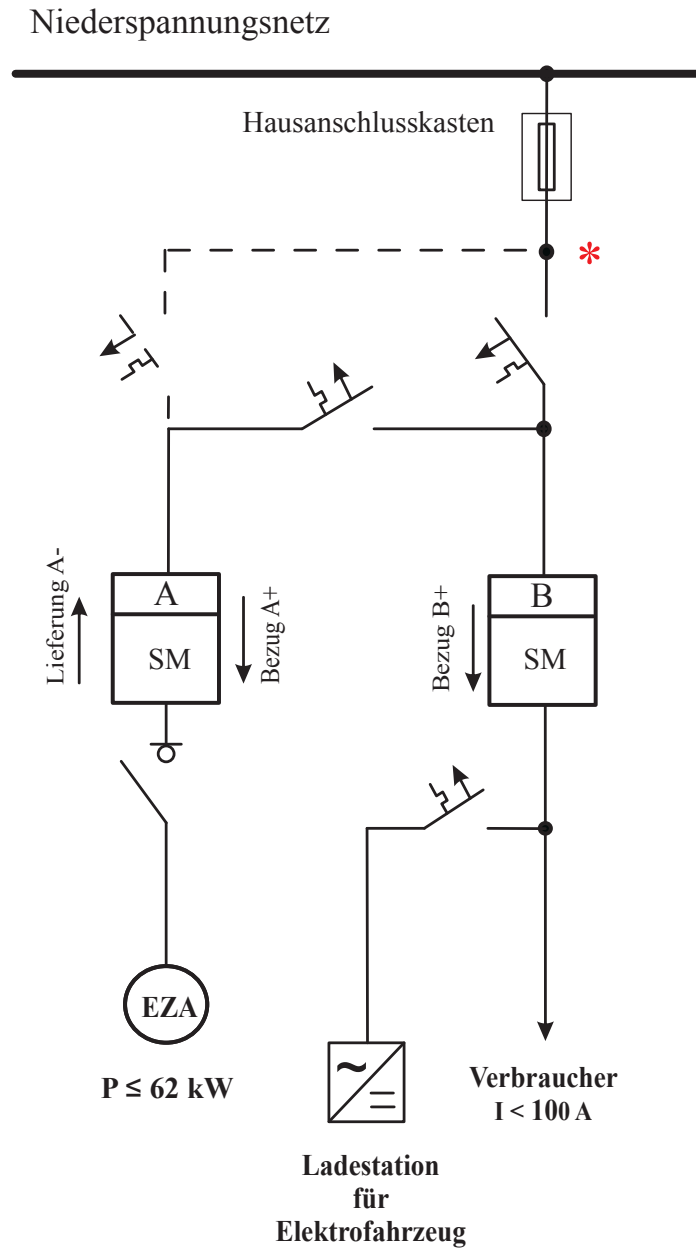 Niederspannungsnetz
Hausanschlusskasten
*
Lieferung A-
A
SM
Bezug A+
Bezug B+
B
SM
EZA
P ≤ 62 kW
Verbraucher
I < 100 A
Ladestation
für
Elektrofahrzeug